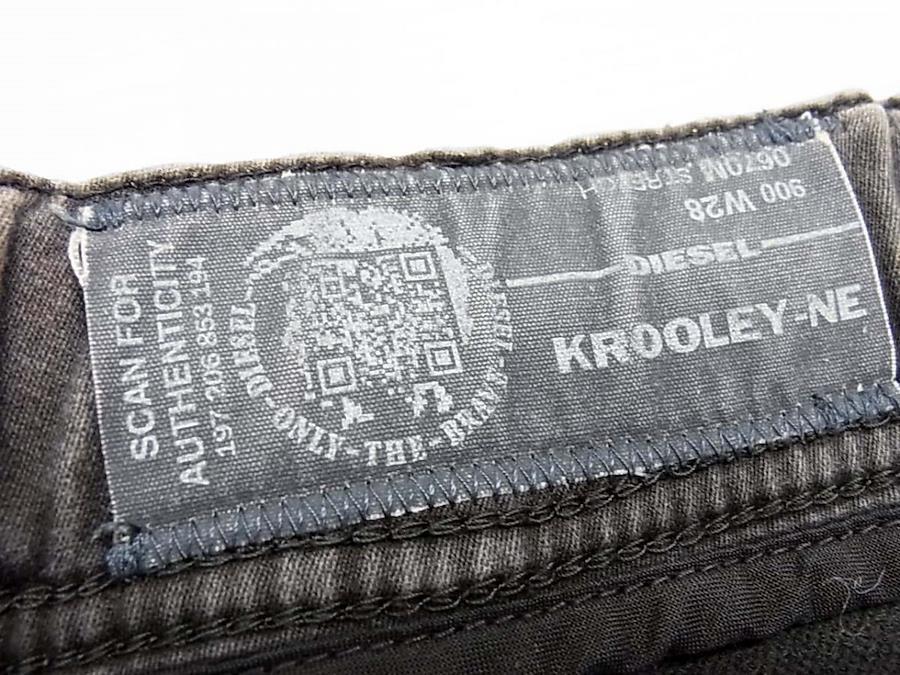 SCAN FOR
AUTHENTICITY
197 206 853 194
DIESEL-ONLY-THE-BRAVE
DIESEL
KROOLEY-NE
900 W28
0670M STRETCH